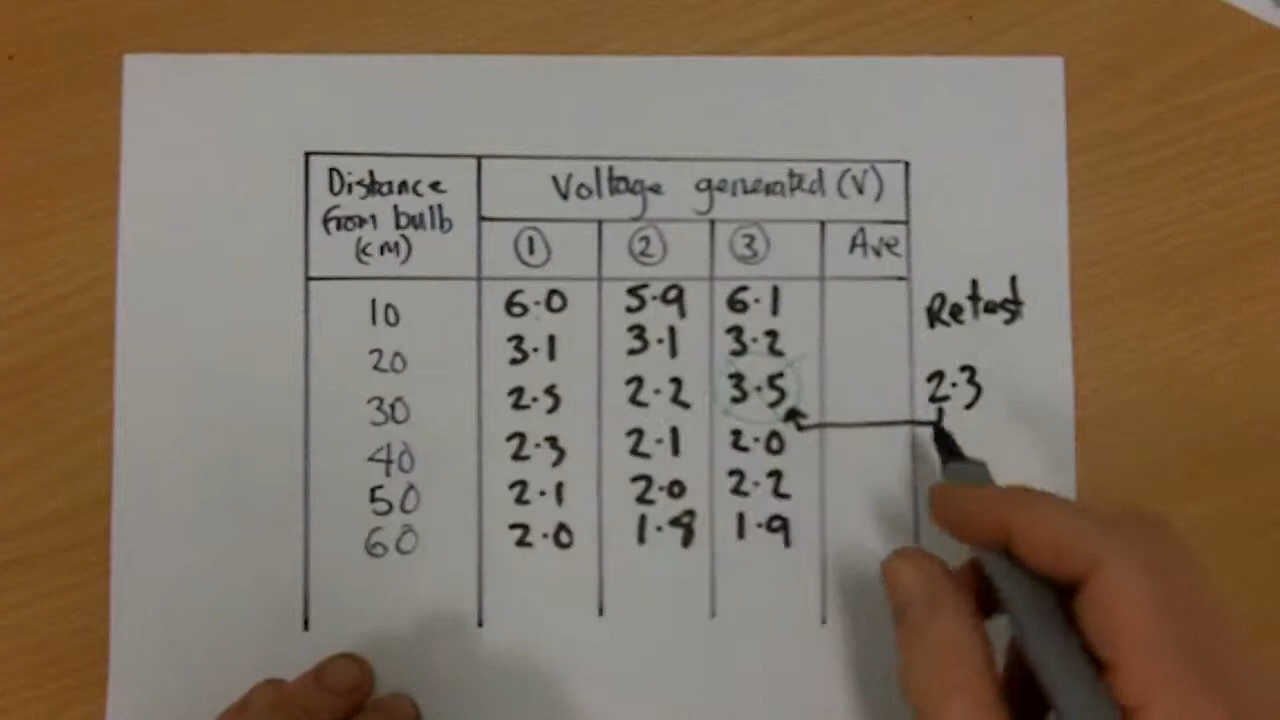 Distance
from bulb
(cm)
Voltage generated (V)
1 2 3 Ave
10 6.0 5.9 6.1
20 3.1 3.1 3.2
30 2.5 2.2 3.5
40 2.3 2.1 2.0
50 2.1 2.0 2.2
60 2.0 1.8 1.9
Retest
2.3